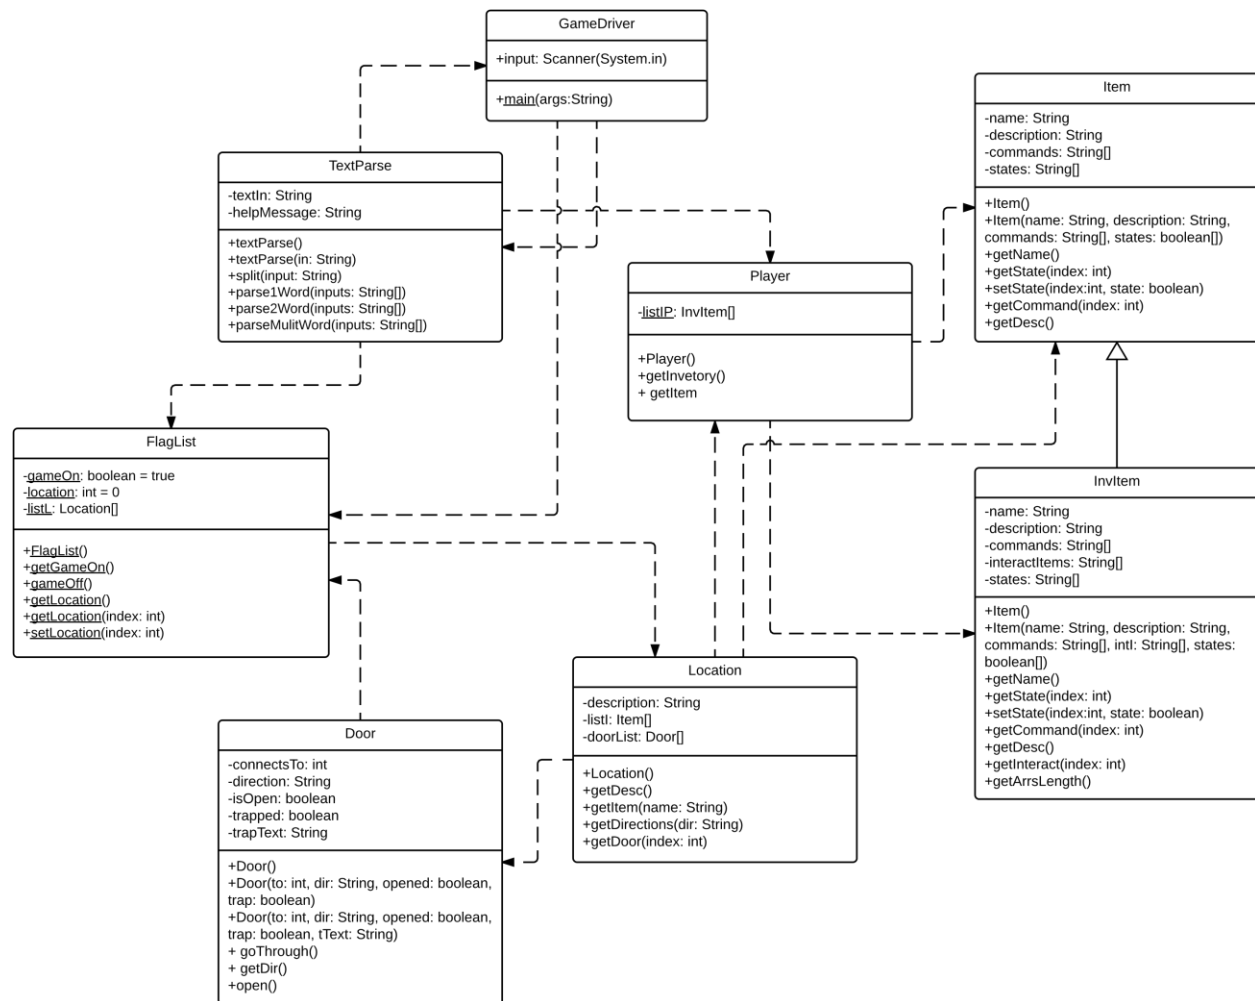 GameDriver
+input: Scanner(System.in)
+main(args:String)
TextParse
-textIn: String
-helpMessage: String
+textParse()
+textParse(in: String)
+split(input: String)
+parse1Word(inputs: String[])
+parse2Word(inputs: String[])
+parseMulitWord(inputs: String[])
Item
-name: String
-description: String
-commands: String[]
-states: String[]
+Item()
+Item(name: String, description: String,
commands: String[], states: boolean[])
+getName()
+getState(index: int)
+setState(index:int, state: boolean)
+getCommand(index: int)
+getDesc()
Player
-listIP: InvItem[]
+Player()
+getInvetory()
+ getItem
FlagList
-gameOn: boolean = true
-location: int = 0
-listL: Location[]
+FlagList()
+getGameOn()
+gameOff()
+getLocation()
+getLocation(index: int)
+setLocation(index: int)
InvItem
-name: String
-description: String
-commands: String[]
-interactItems: String[]
-states: String[]
+Item()
+Item(name: String, description: String,
commands: String[], intI: String[], states:
boolean[])
+getName()
+getState(index: int)
+setState(index:int, state: boolean)
+getCommand(index: int)
+getDesc()
+getInteract(index: int)
+getArrsLength()
Location
-description: String
-listI: Item[]
-doorList: Door[]
+Location()
+getDesc()
+getItem(name: String)
+getDirections(dir: String)
+getDoor(index: int)
Door
-connectsTo: int
-direction: String
-isOpen: boolean
-trapped: boolean
-trapText: String
+Door()
+Door(to: int, dir: String, opened: boolean,
trap: boolean)
+Door(to: int, dir: String, opened: boolean,
trap: boolean, tText: String)
+ goThrough()
+ getDir()
+open()